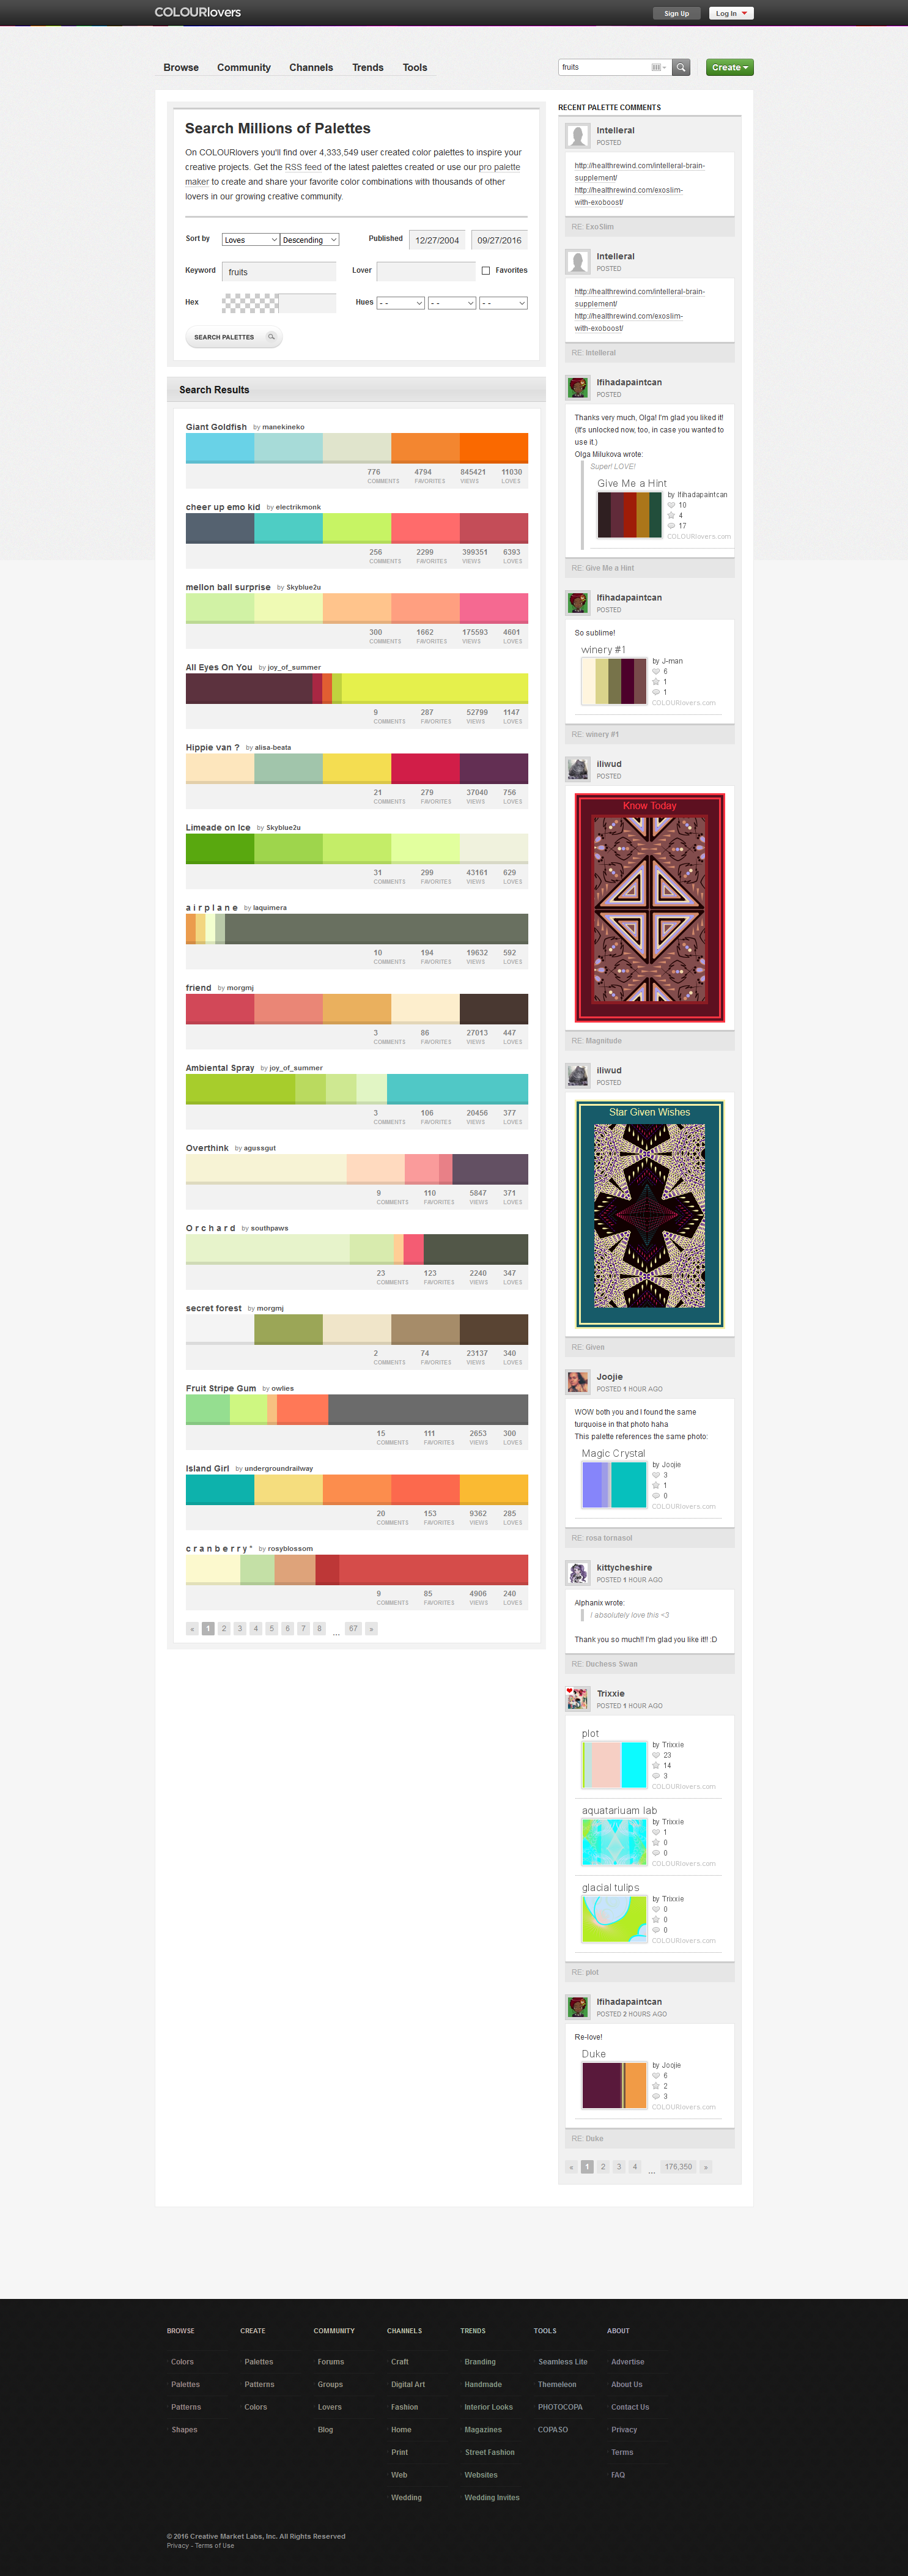 COLOURlovers
Sign Up
Log In
Browse
Community
Channels
Trends
Tools
fruits
Create
Search Millions of Palettes
On COLOURlovers you'll find over 4,333,549 user created color palettes to inspire your
creative projects. Get the RSS feed of the latest palettes created or use our pro palette
maker to create and share your favorite color combinations with thousands of other
lovers in our growing creative community.
Sort by
Loves
Descending
Published
12/27/2004
09/27/2016
Keyword
fruits
Lover
Favorites
Hex
Hues
- -
- -
- -
SEARCH PALETTES
Search Results
Giant Goldfish by manekineko
776 4794 845421 11030
COMMENTS FAVORITES VIEWS LOVES
cheer up emo kid by electrikmonk
256 2299 399351 6393
COMMENTS FAVORITES VIEWS LOVES
mellon ball surprise by Skyblue2u
300 1662 175593 4601
COMMENTS FAVORITES VIEWS LOVES
All Eyes On You by joy_of_summer
9 287 52799 1147
COMMENTS FAVORITES VIEWS LOVES
Hippie van ? by alisa-beata
21 279 37040 756
COMMENTS FAVORITES VIEWS LOVES
Limeade on Ice by Skyblue2u
31 299 43161 629
COMMENTS FAVORITES VIEWS LOVES
a i r p l a n e by laquimera
10 194 19632 592
COMMENTS FAVORITES VIEWS LOVES
friend by morgmj
3 86 27013 447
COMMENTS FAVORITES VIEWS LOVES
Ambiental Spray by joy_of_summer
3 106 20456 377
COMMENTS FAVORITES VIEWS LOVES
Overthink by agussgut
9 110 5847 371
COMMENTS FAVORITES VIEWS LOVES
O r c h a r d by southpaws
23 123 2240 347
COMMENTS FAVORITES VIEWS LOVES
secret forest by morgmj
2 74 23137 340
COMMENTS FAVORITES VIEWS LOVES
Fruit Stripe Gum by owlies
15 111 2653 300
COMMENTS FAVORITES VIEWS LOVES
Island Girl by undergroundrailway
20 153 9362 285
COMMENTS FAVORITES VIEWS LOVES
c r a n b e r r y * by rosyblossom
9 85 4906 240
COMMENTS FAVORITES VIEWS LOVES
« 1 2 3 4 5 6 7 8 ... 67 »
RECENT PALETTE COMMENTS
Intelleral
POSTED
http://healthrewind.com/intelleral-brain-
supplement/
http://healthrewind.com/exoslim-
with-exoboost/
RE: ExoSlim
Intelleral
POSTED
http://healthrewind.com/intelleral-brain-
supplement/
http://healthrewind.com/exoslim-
with-exoboost/
RE: Intelleral
Ifihadapaintcan
POSTED
Thanks very much, Olga! I'm glad you liked it!
(It's unlocked now, too, in case you wanted to
use it.)
Olga Milukova wrote:
Super! LOVE!
Give Me a Hint
by Ifihadapaintcan
10
4
17
COLOURlovers.com
RE: Give Me a Hint
Ifihadapaintcan
POSTED
So sublime!
winery #1
by J-man
6
1
1
COLOURlovers.com
RE: winery #1
iliwud
POSTED
Know Today
RE: Magnitude
iliwud
POSTED
Star Given Wishes
RE: Given
Joojie
POSTED 1 HOUR AGO
WOW both you and I found the same
turquoise in that photo haha
This palette references the same photo:
Magic Crystal
by Joojie
3
1
0
COLOURlovers.com
RE: rosa tornasol
kittycheshire
POSTED 1 HOUR AGO
Alphanix wrote:
I absolutely love this <3
Thank you so much!! I'm glad you like it!! :D
RE: Duchess Swan
Trixxie
POSTED 1 HOUR AGO
plot
by Trixxie
23
14
3
COLOURlovers.com
aquatariuam lab
by Trixxie
1
0
0
COLOURlovers.com
glacial tulips
by Trixxie
0
0
0
COLOURlovers.com
RE: plot
Ifihadapaintcan
POSTED 2 HOURS AGO
Re-love!
Duke
by Joojie
6
2
3
COLOURlovers.com
RE: Duke
« 1 2 3 4 ... 176,350 »
BROWSE
Colors
Palettes
Patterns
Shapes
CREATE
Palettes
Patterns
Colors
COMMUNITY
Forums
Groups
Lovers
Blog
CHANNELS
Craft
Digital Art
Fashion
Home
Print
Web
Wedding
TRENDS
Branding
Handmade
Interior Looks
Magazines
Street Fashion
Websites
Wedding Invites
TOOLS
Seamless Lite
Themeleon
PHOTOCOPA
COPASO
ABOUT
Advertise
About Us
Contact Us
Privacy
Terms
FAQ
© 2016 Creative Market Labs, Inc. All Rights Reserved
Privacy - Terms of Use